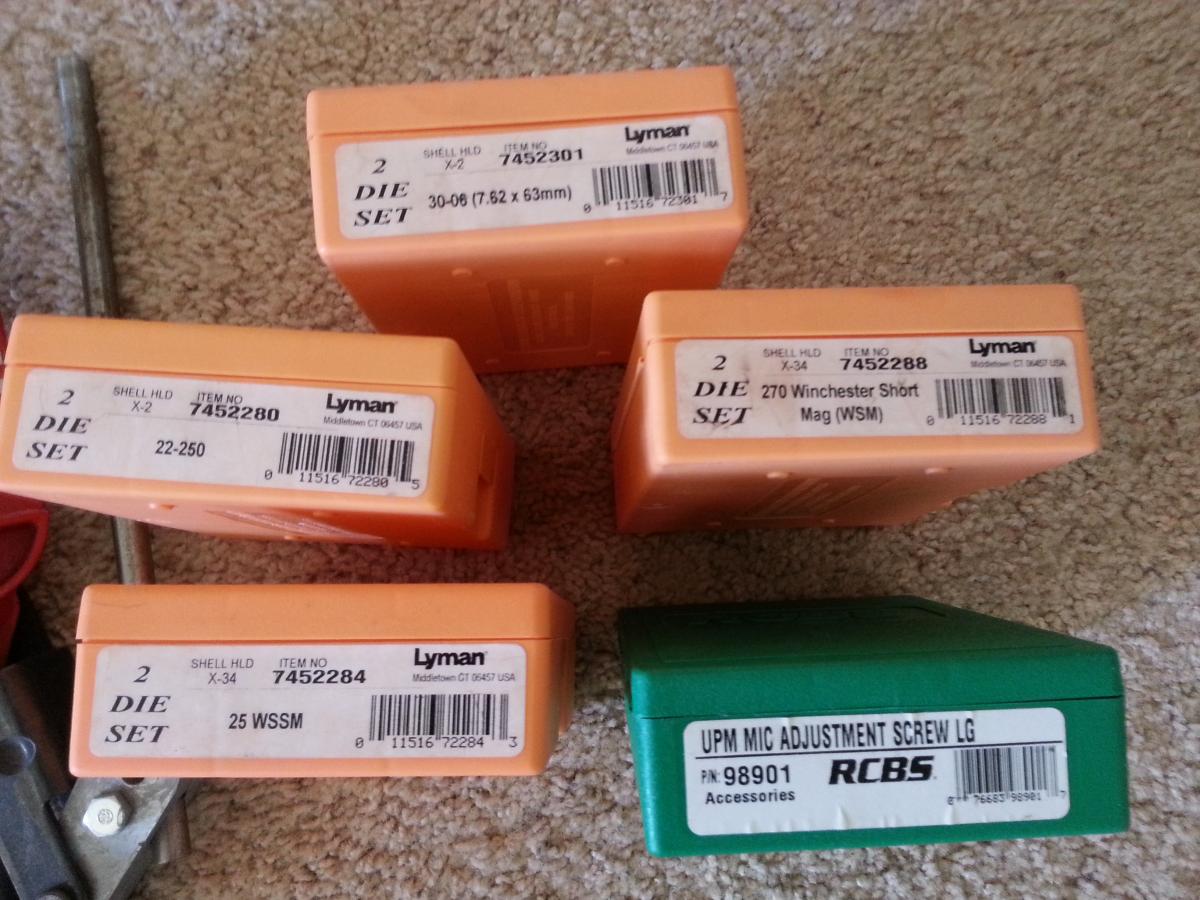 2
DIE
SET
SHELL HLD
X-2
ITEM NO
7452301
Lyman
Middletown CT 06457 USA
30-06 (7.62 x 63mm)
0 11516 72301 7
2
DIE
SET
SHELL HLD
X-2
ITEM NO
7452280
Lyman
Middletown CT 06457 USA
22-250
0 11516 72280 5
2
DIE
SET
SHELL HLD
X-34
ITEM NO
7452288
Lyman
Middletown CT 06457 USA
270 Winchester Short
Mag (WSM)
0 11516 72288 1
2
DIE
SET
SHELL HLD
X-34
ITEM NO
7452284
Lyman
Middletown CT 06457 USA
25 WSSM
0 11516 72284 3
UPM MIC ADJUSTMENT SCREW LG
P/N: 98901
RCBS
Accessories
0 76683 98901 7